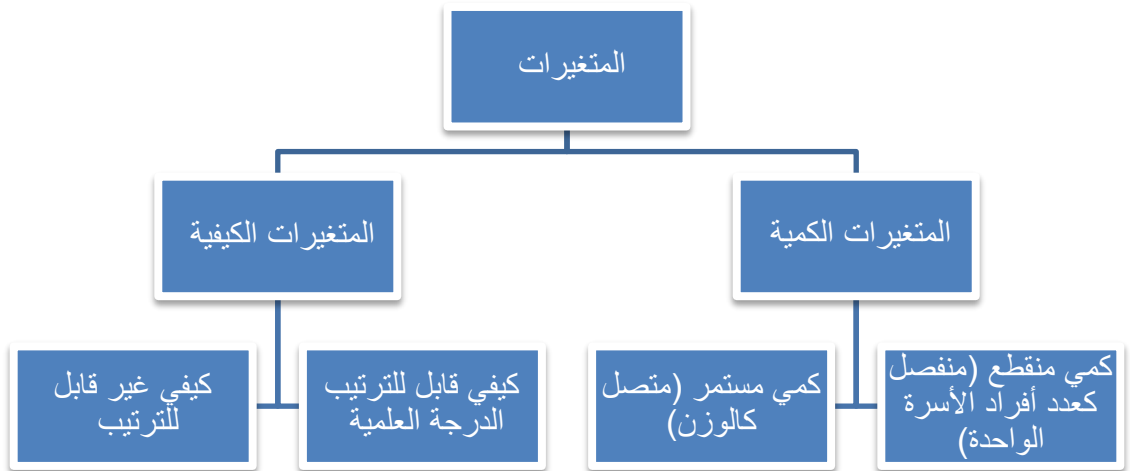 المتغيرات
المتغيرات الكمية
المتغيرات الكيفية
كمي منقطع (منفصل
كعدد أفراد الأسرة
الواحدة)
كمي مستمر (متصل
كالوزن)
كيفي قابل للترتيب
الدرجة العلمية
كيفي غير قابل
للترتيب